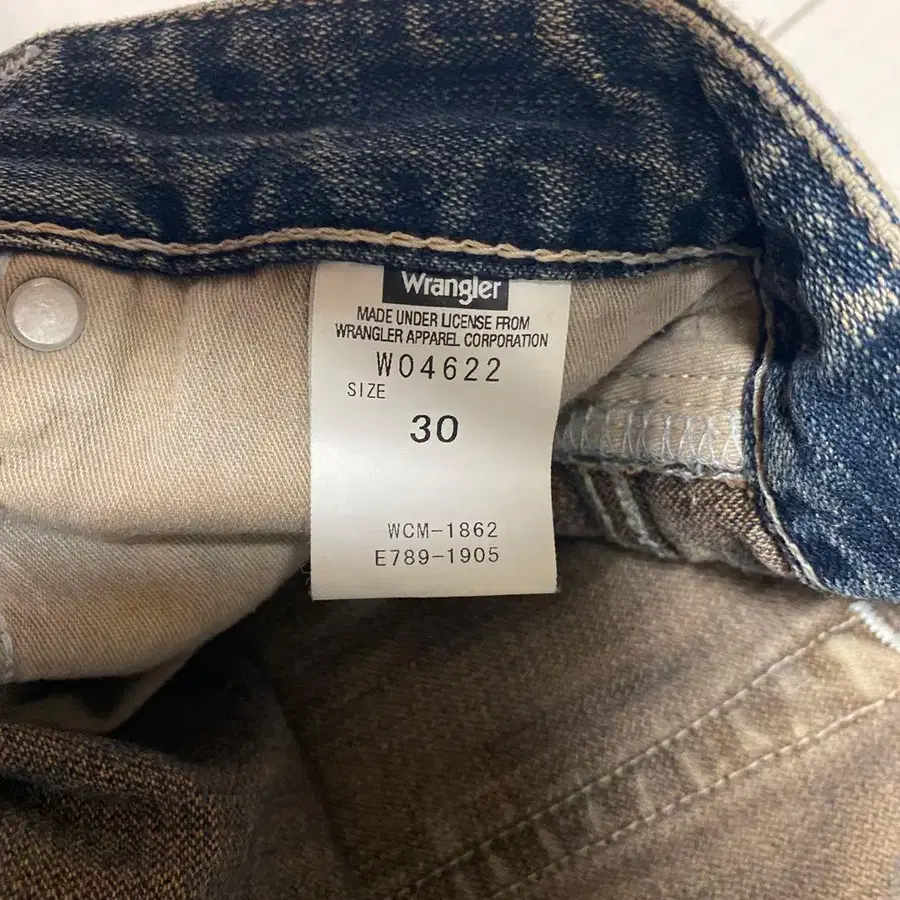 Wrangler
MADE UNDER LICENSE FROM
WRANGLER APPAREL CORPORATION
W04622
SIZE
30
WCM-1862
E789-1905